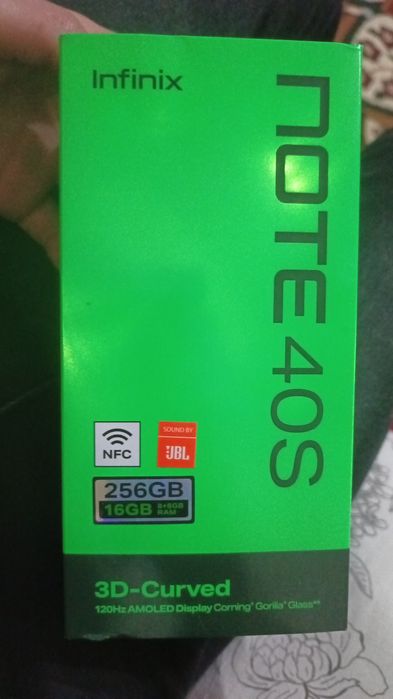 Infinix
NOTE 40S
NFC
SOUND BY
JBL
256GB
16GB 8+8GB RAM
3D-Curved
120Hz AMOLED Display Corning® Gorilla® Glass